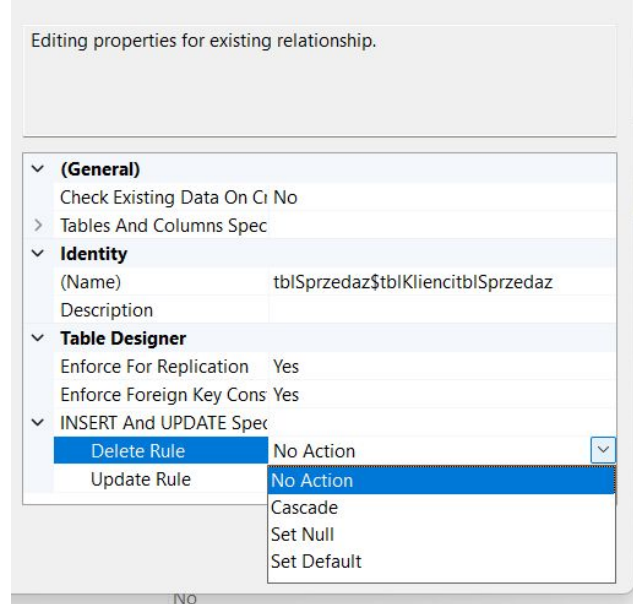 Editing properties for existing relationship.
(General)
Check Existing Data On Cr No
Tables And Columns Spec
Identity
(Name) tblSprzedaz$tblKliencitblSprzedaz
Description
Table Designer
Enforce For Replication Yes
Enforce Foreign Key Cons Yes
INSERT And UPDATE Spec
Delete Rule No Action
Update Rule No Action
Cascade
Set Null
Set Default
No